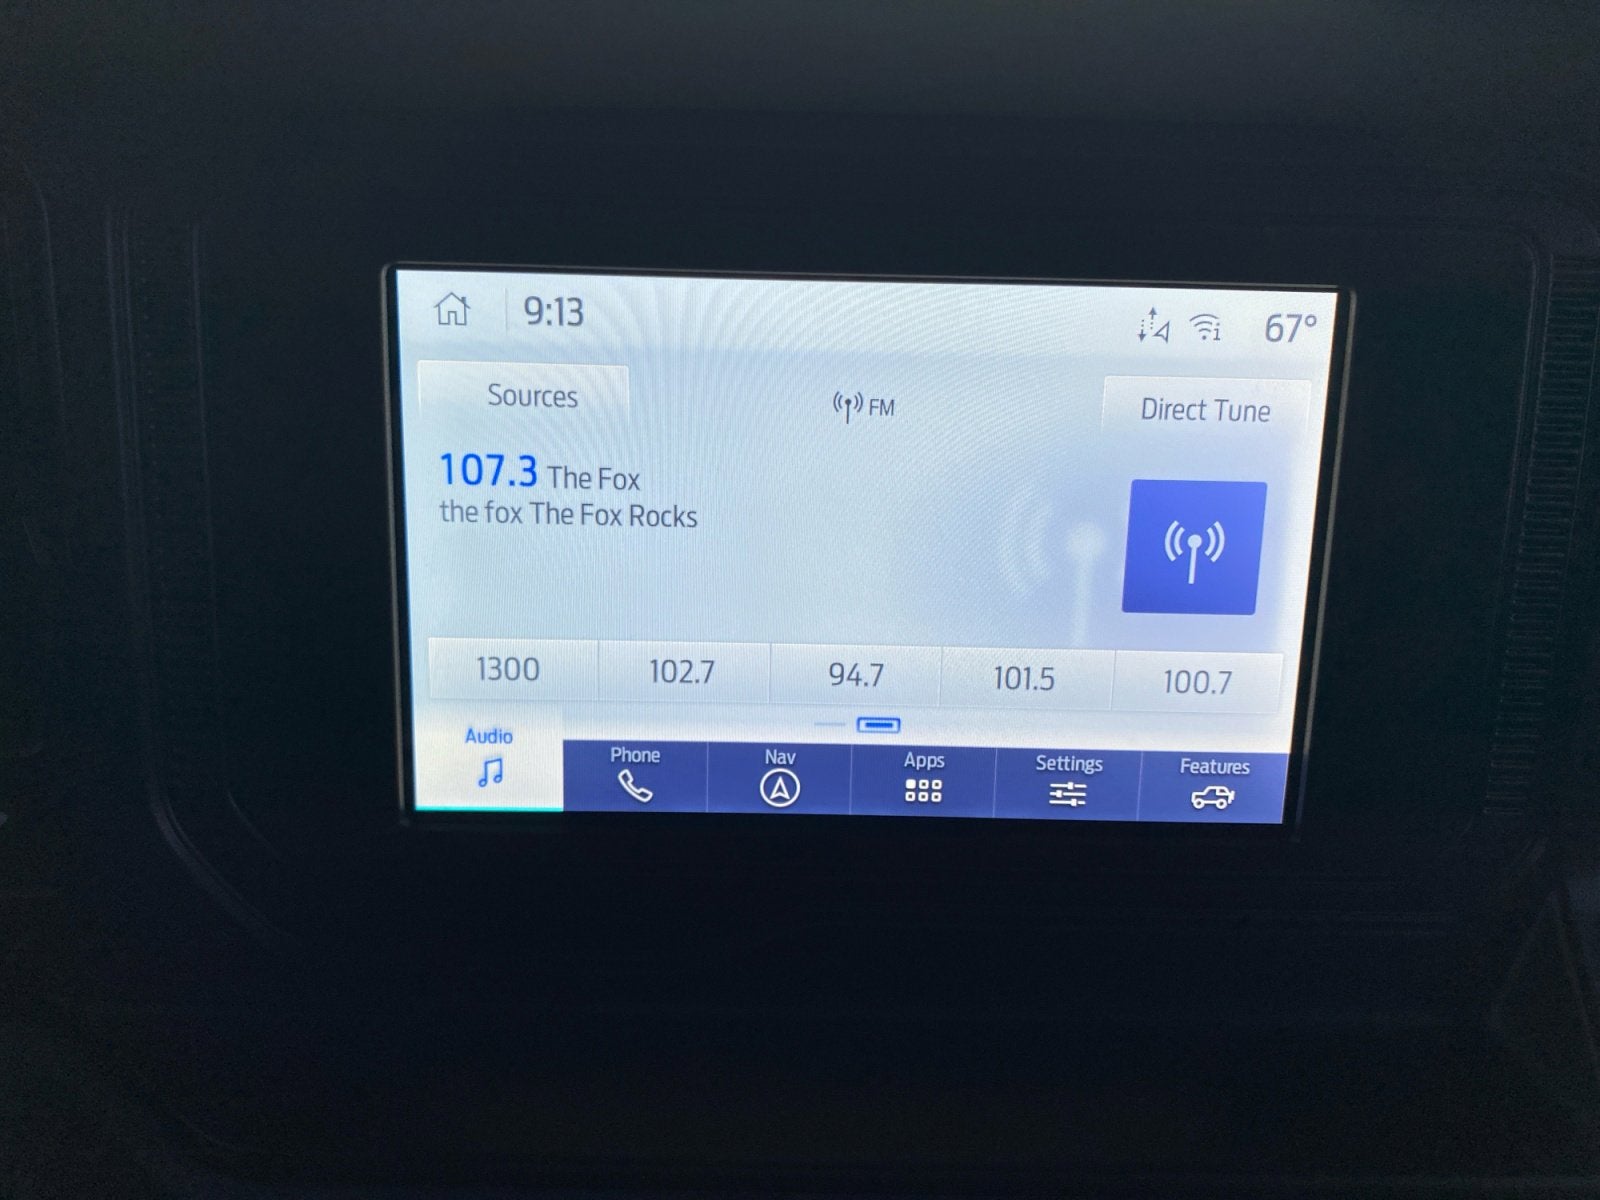 9:13
67°
Sources
FM
Direct Tune
107.3 The Fox
the fox The Fox Rocks
1300 102.7 94.7 101.5 100.7
Audio Phone Nav Apps Settings Features